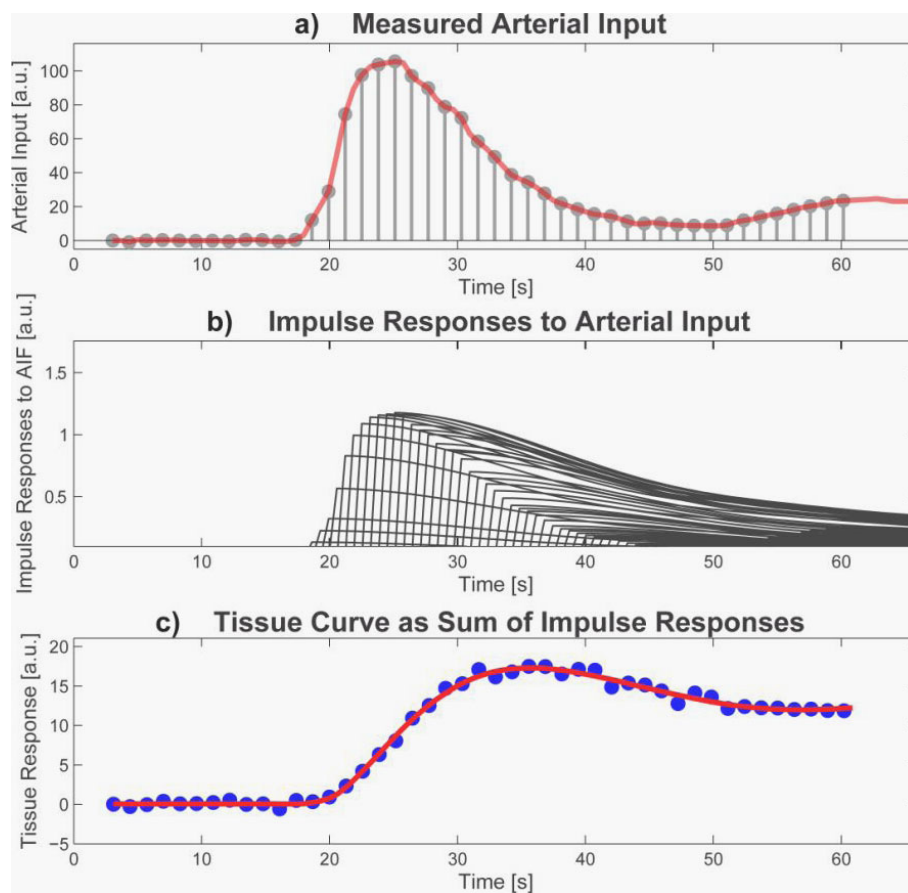 a) Measured Arterial Input
Arterial Input [a.u.]
100
80
60
40
20
0
0 10 20 30 40 50 60
Time [s]
b) Impulse Responses to Arterial Input
Impulse Responses to AIF [a.u.]
1.5
1
0.5
0 10 20 30 40 50 60
Time [s]
c) Tissue Curve as Sum of Impulse Responses
Tissue Response [a.u.]
20
15
10
5
0
−5
0 10 20 30 40 50 60
Time [s]